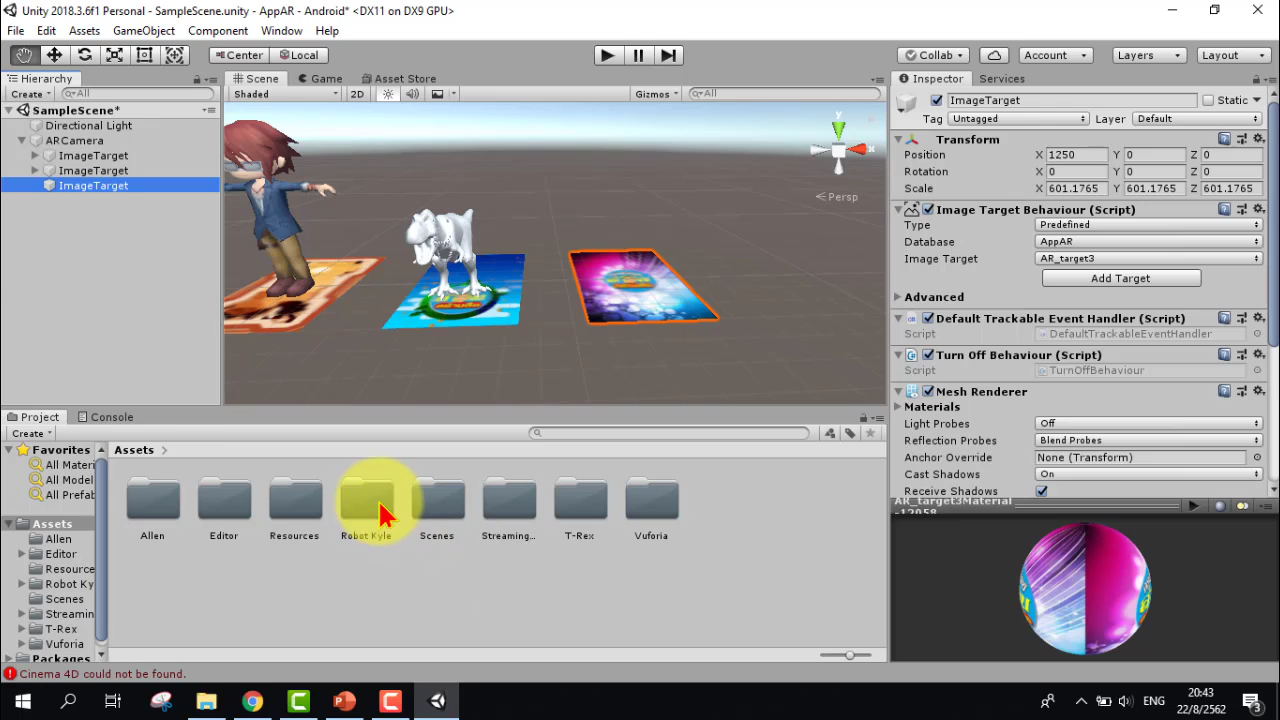 Unity 2018.3.6f1 Personal - SampleScene.unity - AppAR - Android* <DX11 on DX9 GPU>
File Edit Assets GameObject Component Window Help
Center Local Collab Account Layers Layout
Hierarchy
Create All
SampleScene*
Directional Light
ARCamera
ImageTarget
ImageTarget
ImageTarget
Scene Game Asset Store
Shaded 2D Gizmos All
y
x
Persp
Inspector Services
ImageTarget Static
Tag Untagged Layer Default
Transform
Position X 1250 Y 0 Z 0
Rotation X 0 Y 0 Z 0
Scale X 601.1765 Y 601.1765 Z 601.1765
Image Target Behaviour (Script)
Type Predefined
Database AppAR
Image Target AR_target3
Add Target
Advanced
Default Trackable Event Handler (Script)
Script DefaultTrackableEventHandler
Turn Off Behaviour (Script)
Script TurnOffBehaviour
Mesh Renderer
Materials
Light Probes Off
Reflection Probes Blend Probes
Anchor Override None (Transform)
Cast Shadows On
Receive Shadows
AR_target3Material
-12058
Project Console
Create
Favorites
All Materi
All Model
All Prefab
Assets
Allen
Editor
Resource
Robot Ky
Scenes
Streamin
T-Rex
Vuforia
Packages
Assets
Allen Editor Resources Robot Kyle Scenes Streaming... T-Rex Vuforia
Cinema 4D could not be found.
ENG
20:43
22/8/2562
3